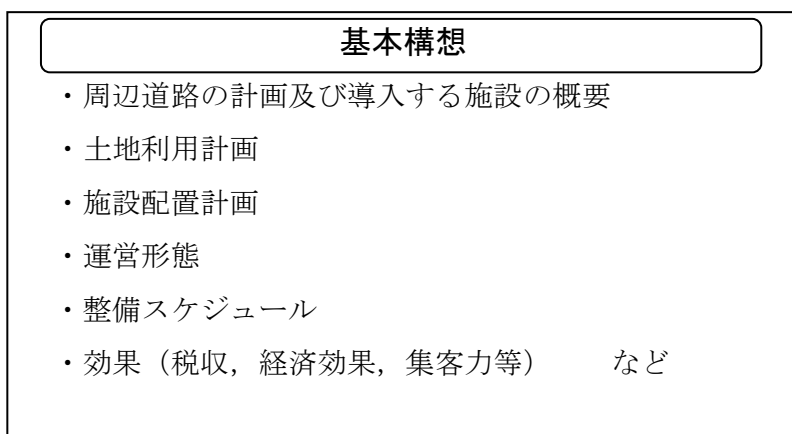 基本構想
・周辺道路の計画及び導入する施設の概要
・土地利用計画
・施設配置計画
・運営形態
・整備スケジュール
・効果（税収，経済効果，集客力等）　　など